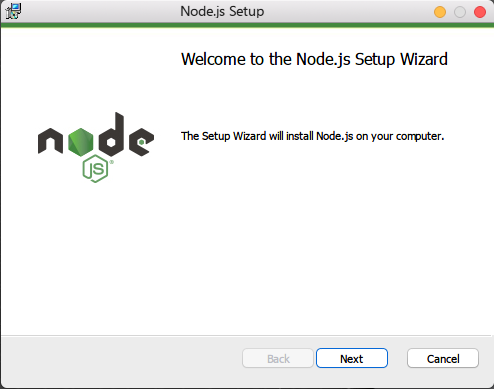 Node.js Setup
Welcome to the Node.js Setup Wizard
node
JS
®
The Setup Wizard will install Node.js on your computer.
Back
Next
Cancel